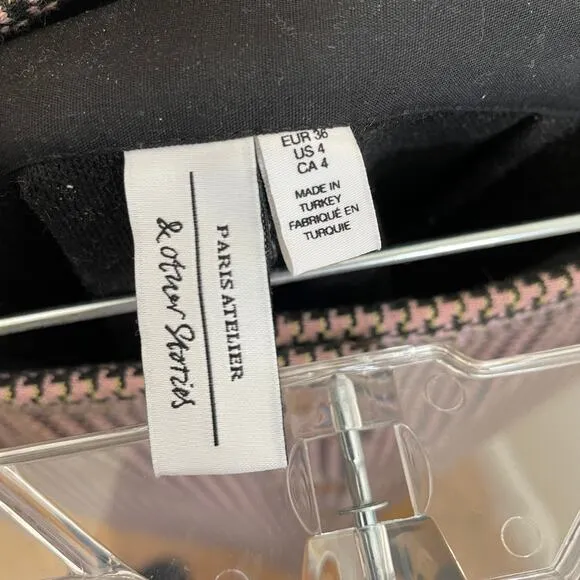 PARIS ATELIER
& other Stories
EUR 36
US 4
CA 4
MADE IN
TURKEY
FABRIQUÉ EN
TURQUIE